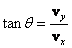 tan θ = v_y / v_x